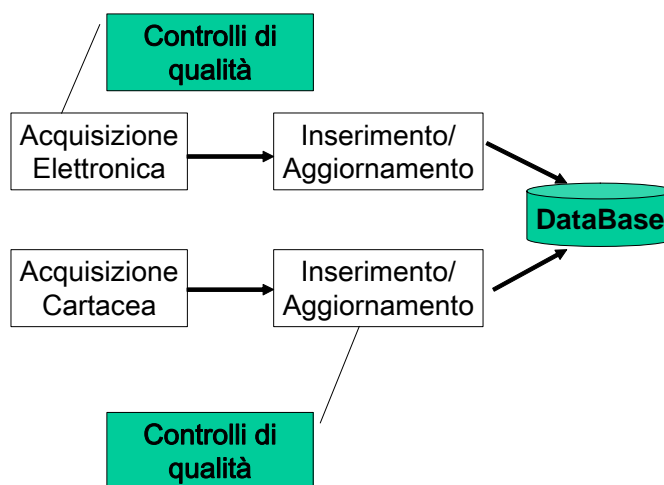 Controlli di
qualità
Acquisizione
Elettronica
Inserimento/
Aggiornamento
DataBase
Acquisizione
Cartacea
Inserimento/
Aggiornamento
Controlli di
qualità